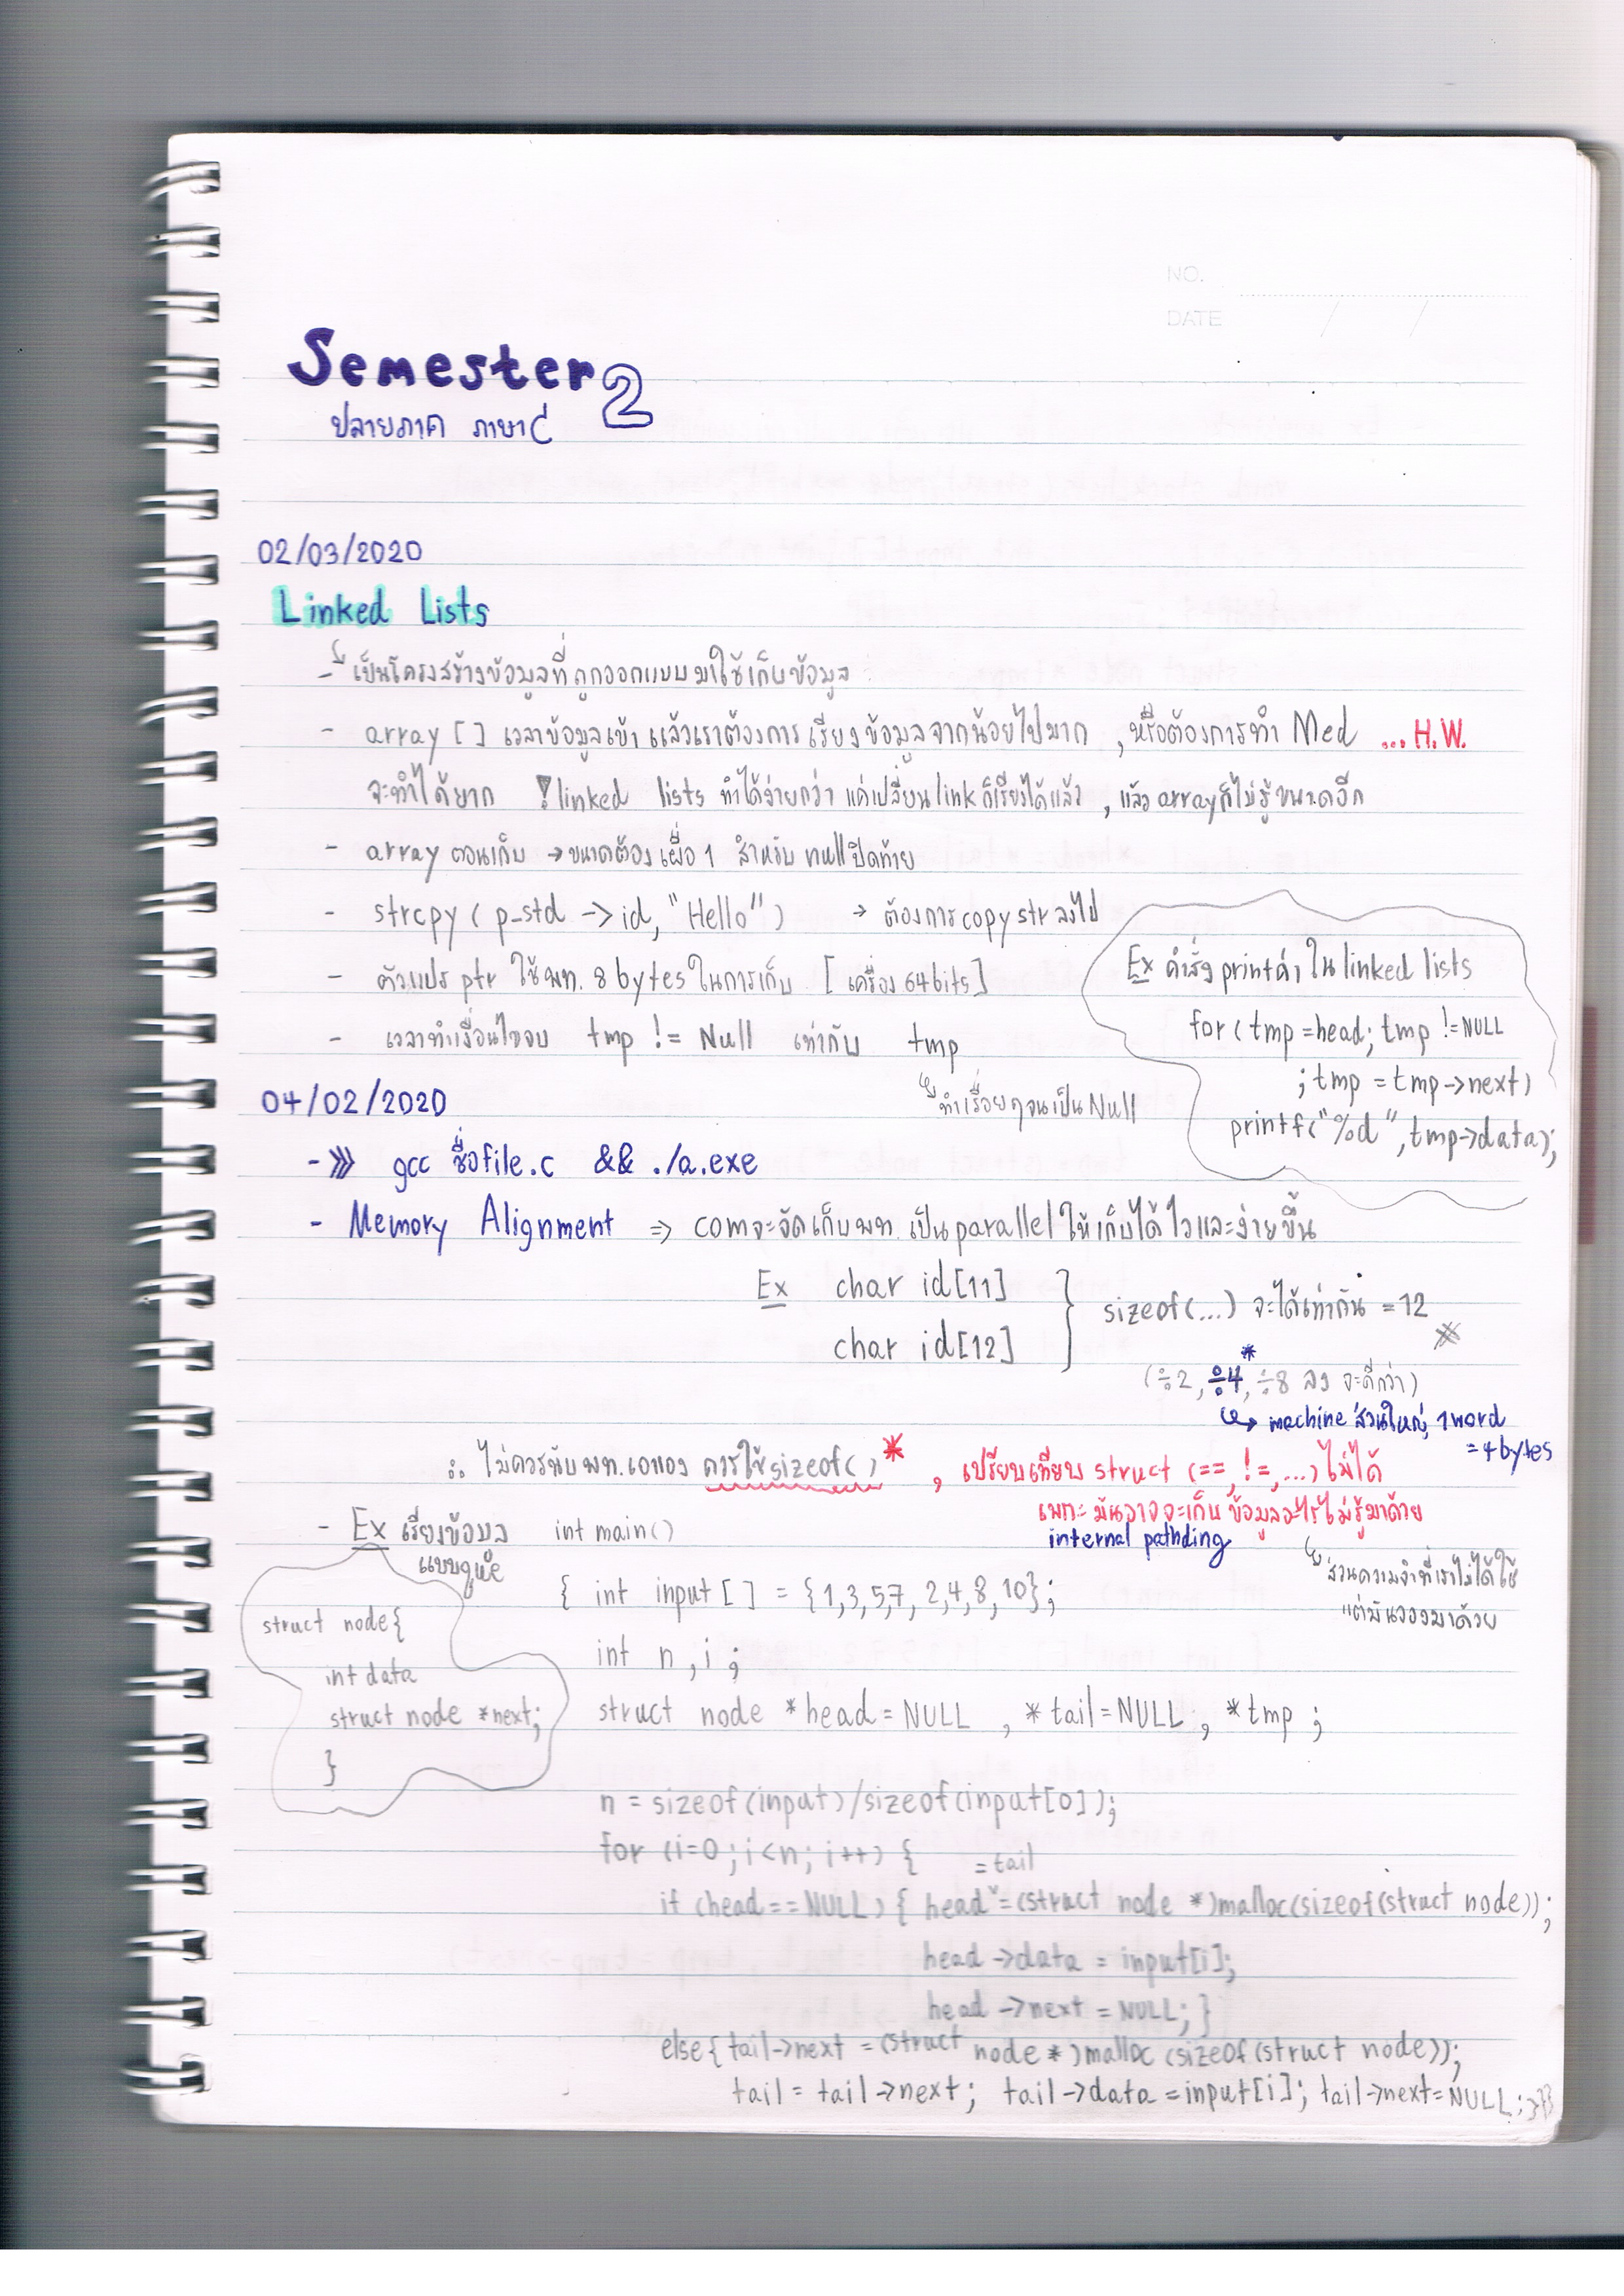 NO.
DATE / /
Semester 2
ปลายภาค ภาษาC
02/03/2020
Linked Lists
- เป็นโครงสร้างข้อมูลที่ถูกออกแบบมาใช้เก็บข้อมูล
- array [ ] เวลาข้อมูลเข้า แล้วเราต้องการเรียงข้อมูลจากน้อยไปมาก , หรือต้องการทำ Med ... H.W.
จะทำได้ยาก linked lists ทำได้ง่ายกว่า แค่เปลี่ยน link ก็เรียงได้แล้ว , แล้ว array ก็ไม่รู้ขนาดอีก
- array ตอนเก็บ → ขนาดต้องเผื่อ 1 สำหรับ null ปิดท้าย
- strcpy ( p_std -> id, "Hello" ) → ต้องการ copy str ลงไป
- ตัวแปร ptr ใช้ พท. 8 bytes ในการเก็บ [ เครื่อง 64 bits ]
- เวลาทำเงื่อนไขจบ tmp != Null เท่ากับ tmp
ทำเรื่อยๆจนเป็น Null
Ex คำสั่ง print ค่า ใน linked lists
for ( tmp = head; tmp != NULL
; tmp = tmp->next)
printf("%d", tmp->data);
04/02/2020
->>> gcc ชื่อfile.c && ./a.exe
- Memory Alignment => com จะจัดเก็บ พท. เป็น parallel ให้เก็บได้ไวและง่ายขึ้น
Ex char id[11]
char id[12]
} sizeof(...) จะได้เท่ากัน = 12
(÷2, ÷4*, ÷8 ลง จะดีกว่า)
↳ machine ส่วนใหญ่, 1 word
= 4 bytes
∴ ไม่ควรนับ พท. เอง ควรใช้ sizeof()* , เปรียบเทียบ struct (==, !=, ...) ไม่ได้
เพราะ มันอาจจะเก็บ ข้อมูลอะไรไม่รู้มาด้วย
internal pathding
ส่วนความจำที่เราไม่ได้ใช้
แต่มันจองมาด้วย
- Ex เรียงข้อมูล
แบบคูเห
struct node{
int data
struct node *next;
}
int main()
{ int input [ ] = {1,3,5,7, 2,4,8,10};
int n , i ;
struct node *head = NULL , *tail = NULL , *tmp ;
n = sizeof(input)/sizeof(input[0]);
for (i=0 ; i<n; i++) {
= tail
if (head == NULL) { head = (struct node *)malloc(sizeof(struct node));
head ->data = input[i];
head ->next = NULL; }
else{ tail->next = (struct node *)malloc (sizeof(struct node));
tail = tail->next; tail->data = input[i]; tail->next=NULL;}}}